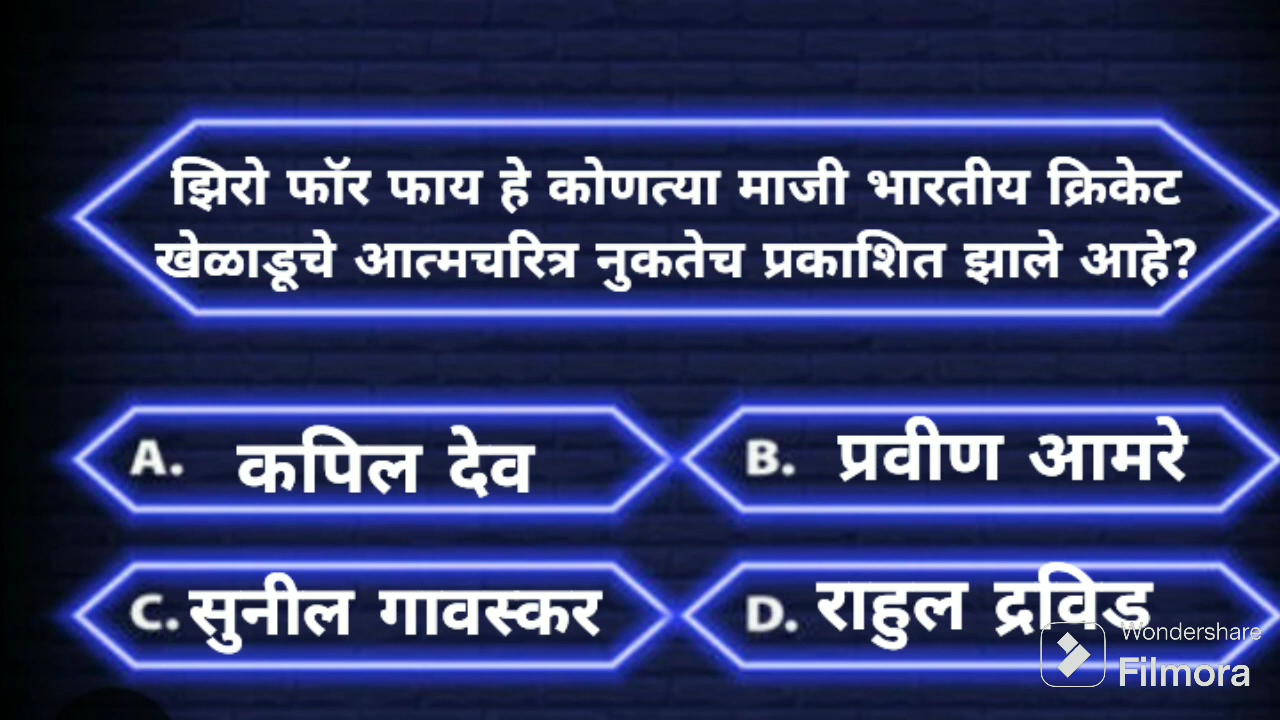 झिरो फॉर फाय हे कोणत्या माजी भारतीय क्रिकेट
खेळाडूचे आत्मचरित्र नुकतेच प्रकाशित झाले आहे?
A. कपिल देव
B. प्रवीण आमरे
C. सुनील गावस्कर
D. राहुल द्रविड
Wondershare
Filmora